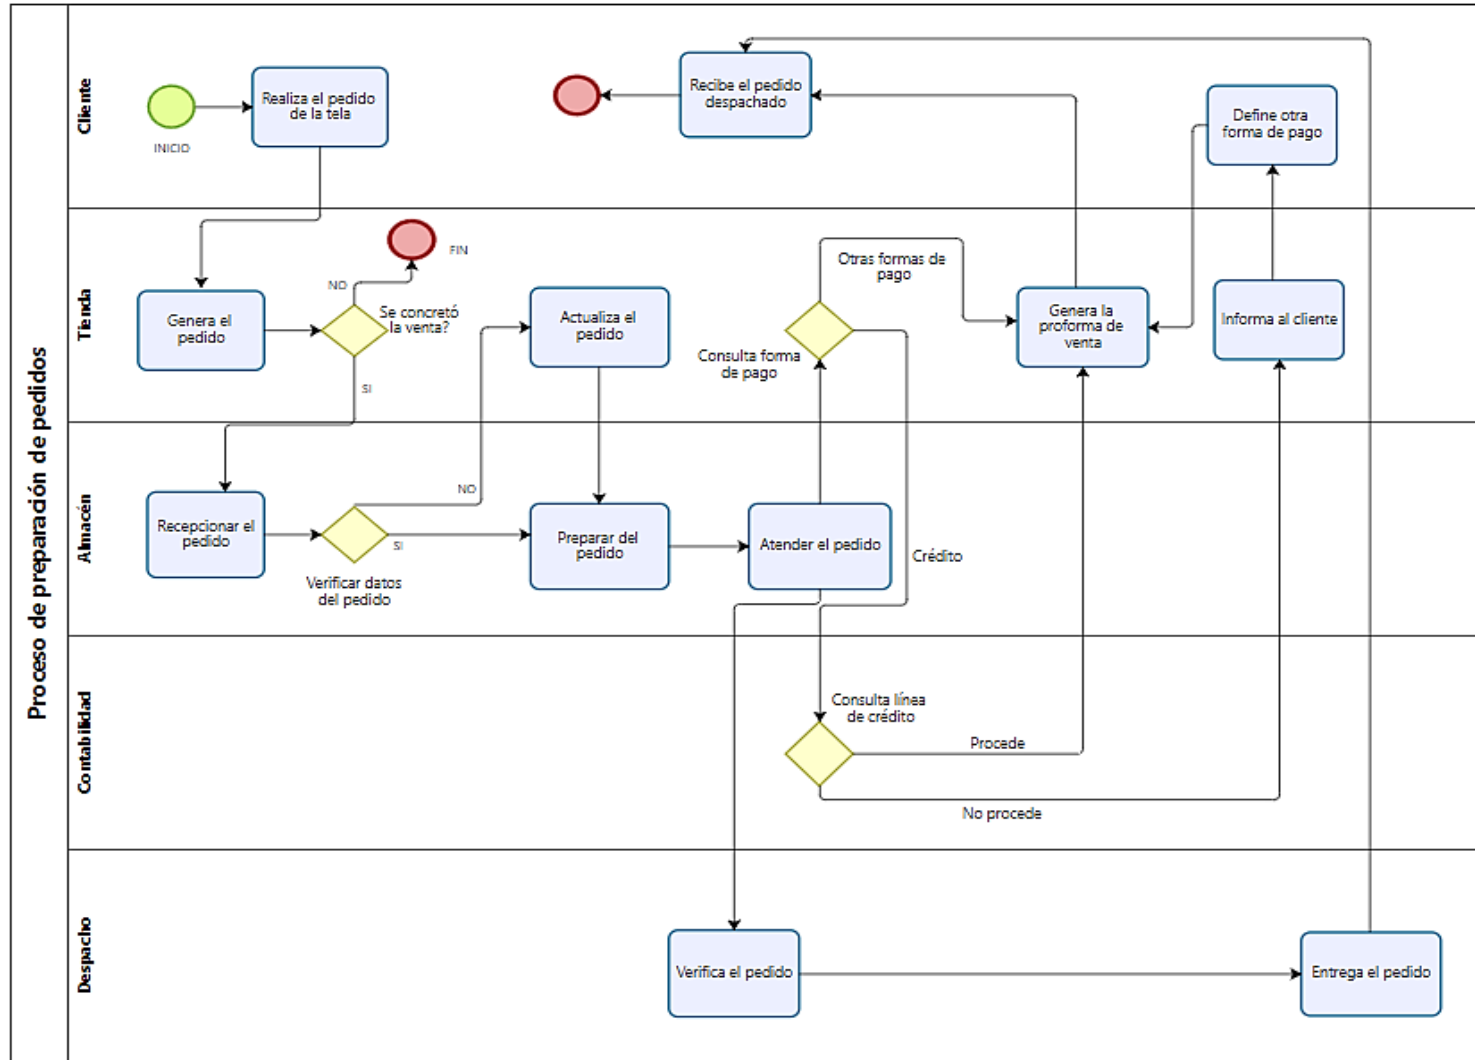 Proceso de preparación de pedidos
Cliente
INICIO
Realiza el pedido
de la tela
Recibe el pedido
despachado
Define otra
forma de pago
Tienda
Genera el
pedido
NO
FIN
Se concretó
la venta?
SI
Actualiza el
pedido
Otras formas de
pago
Consulta forma
de pago
Genera la
proforma de
venta
Informa al cliente
Almacén
Recepcionar el
pedido
NO
SI
Verificar datos
del pedido
Preparar del
pedido
Atender el pedido
Crédito
Contabilidad
Consulta línea
de crédito
Procede
No procede
Despacho
Verifica el pedido
Entrega el pedido